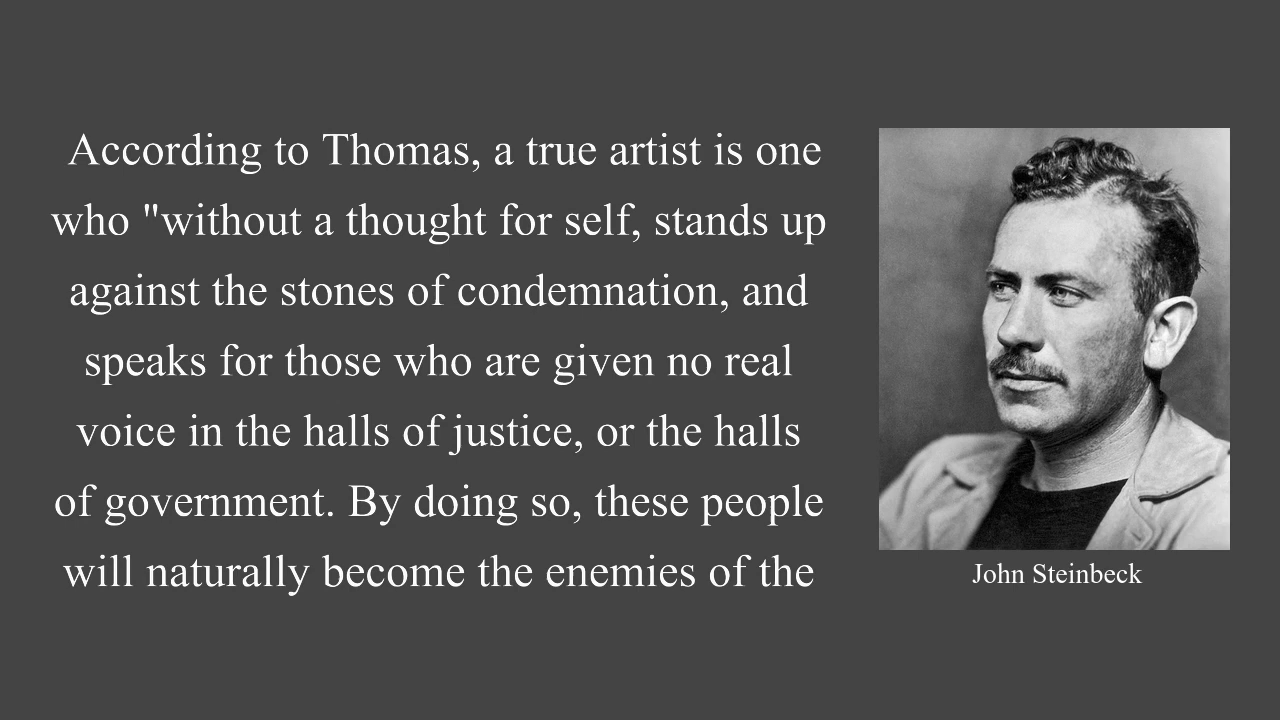 According to Thomas, a true artist is one
who "without a thought for self, stands up
against the stones of condemnation, and
speaks for those who are given no real
voice in the halls of justice, or the halls
of government. By doing so, these people
will naturally become the enemies of the
John Steinbeck